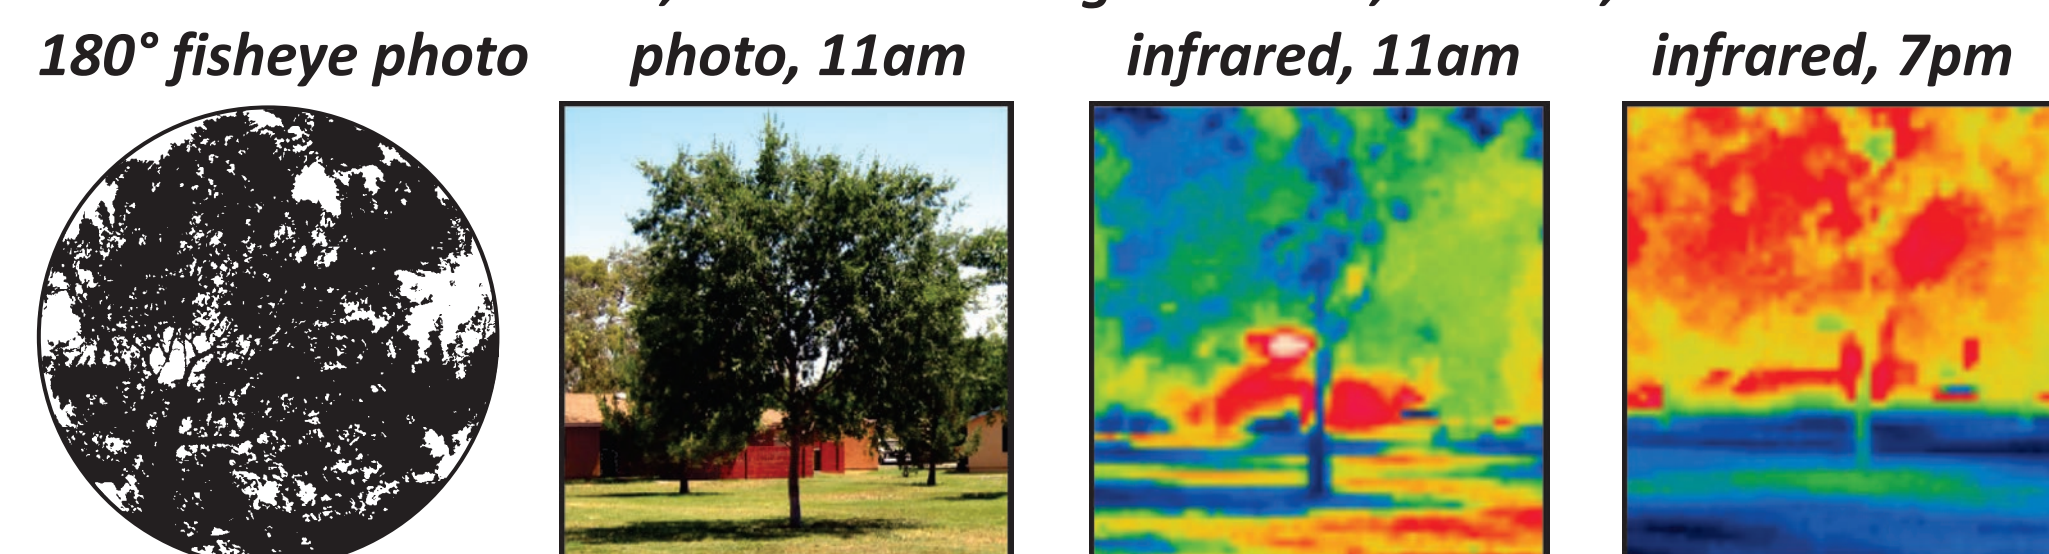 180° fisheye photo
photo, 11am
infrared, 11am
infrared, 7pm